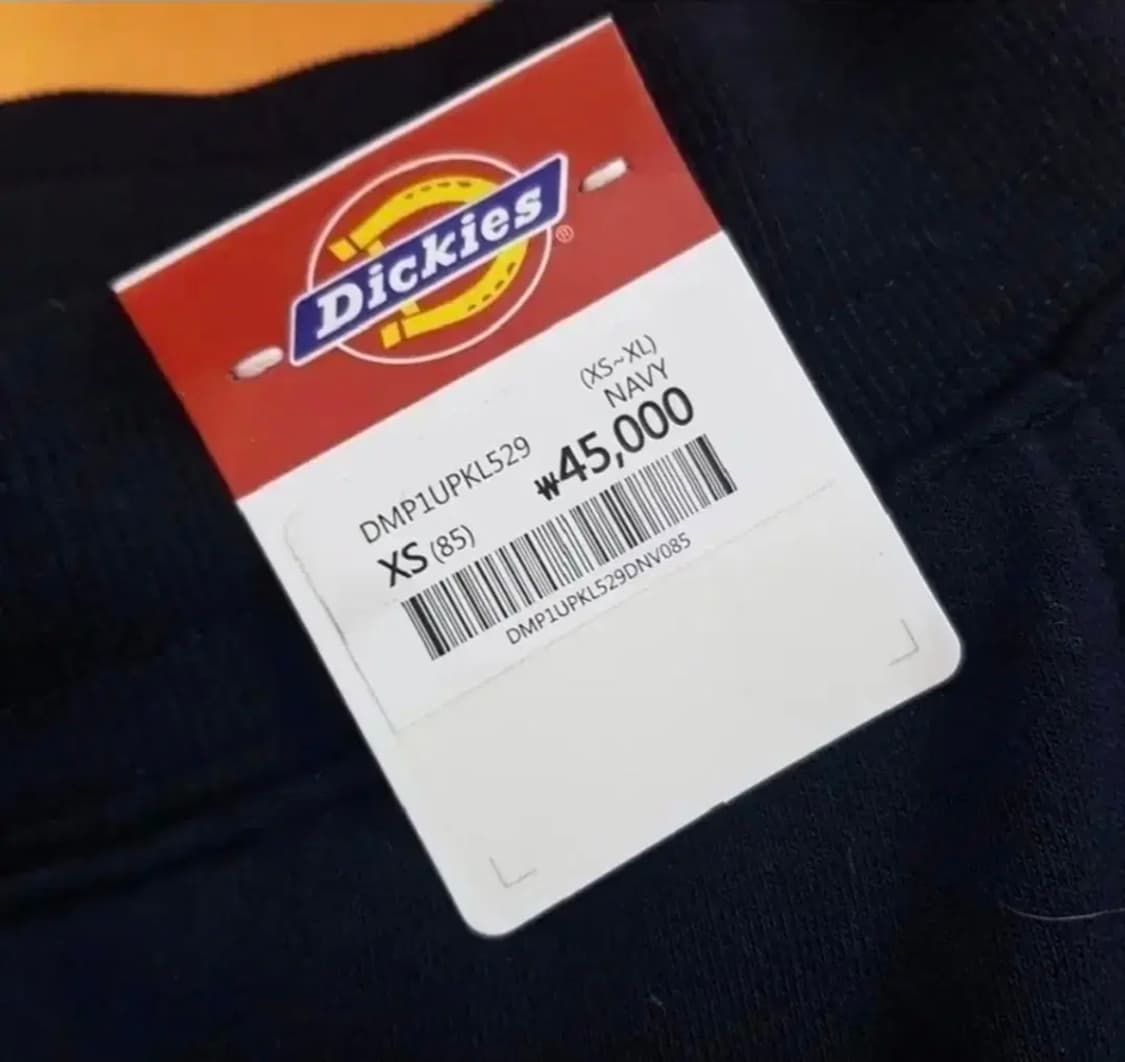 Dickies®
(XS~XL)
NAVY
DMP1UPKL529
₩45,000
XS (85)
DMP1UPKL529DNV085